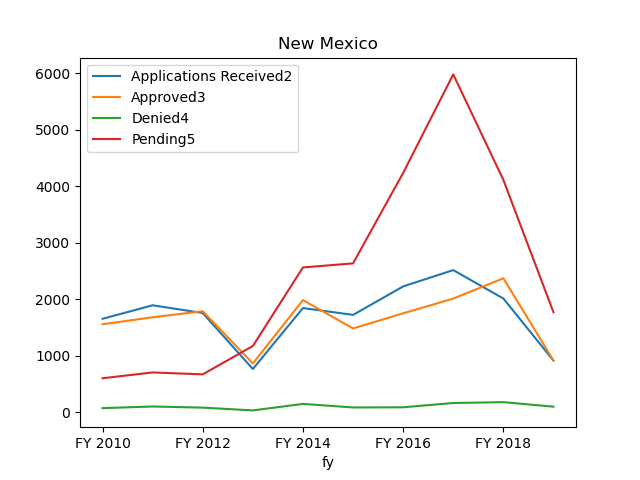 New Mexico
Applications Received2
Approved3
Denied4
Pending5
6000
5000
4000
3000
2000
1000
0
FY 2010 FY 2012 FY 2014 FY 2016 FY 2018
fy